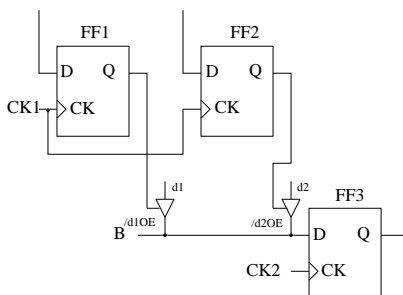 FF1 FF2
D Q D Q
CK1 CK CK
d1 d2
/d1OE /d2OE FF3
B D Q
CK2 CK